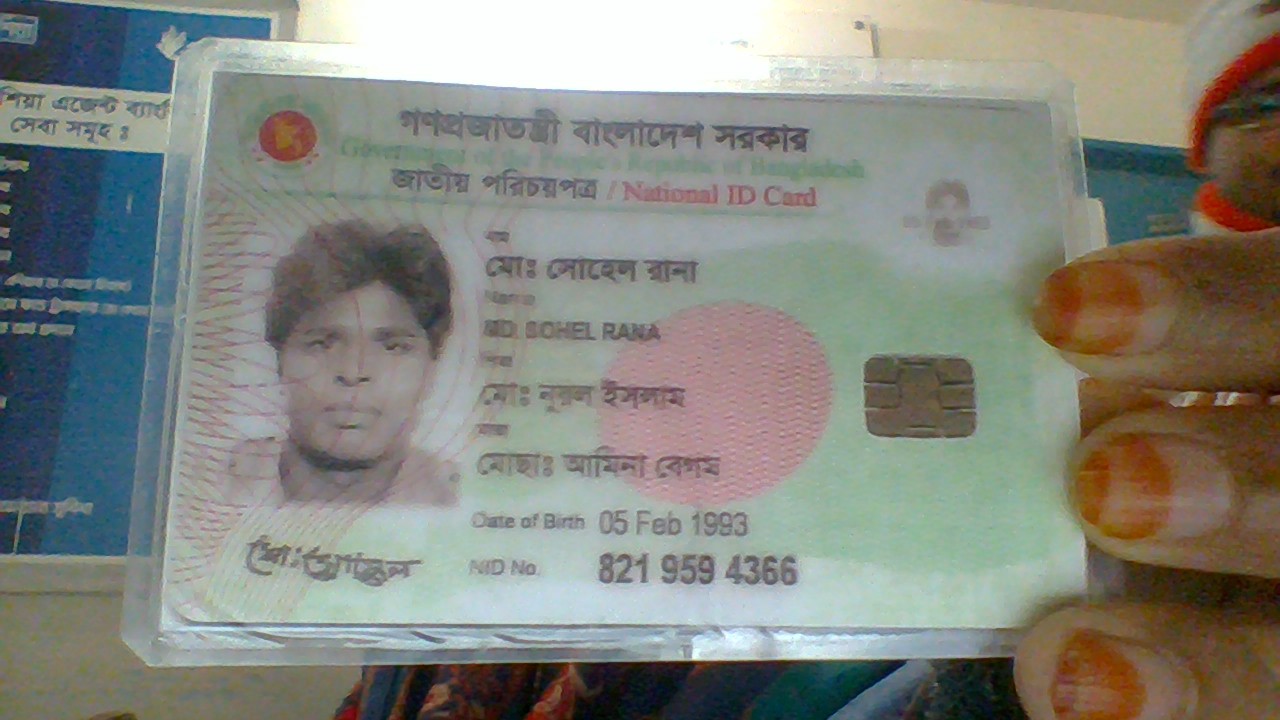 শিয়া এজেন্ট ব্যাংকিং
সেবা সমূহ :
গণপ্রজাতন্ত্রী বাংলাদেশ সরকার
Government of the People's Republic of Bangladesh
জাতীয় পরিচয়পত্র / National ID Card
নাম
মোঃ সোহেল রানা
Name
MD. SOHEL RANA
পিতা
মোঃ নুরল ইসলাম
মাতা
মোছাঃ আমিনা বেগম
Date of Birth 05 Feb 1993
NID No. 821 959 4366